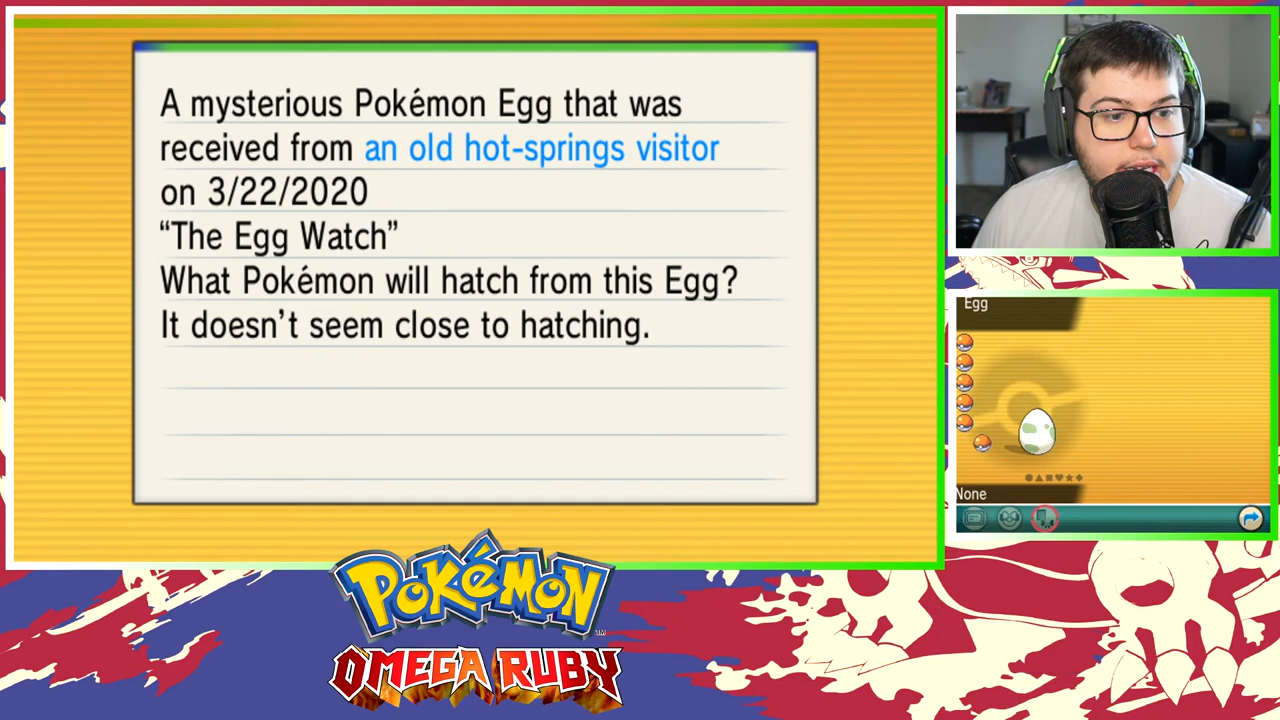 A mysterious Pokémon Egg that was
received from an old hot-springs visitor
on 3/22/2020
“The Egg Watch”
What Pokémon will hatch from this Egg?
It doesn’t seem close to hatching.
Egg
None
POKéMON
TM
OMEGA RUBY